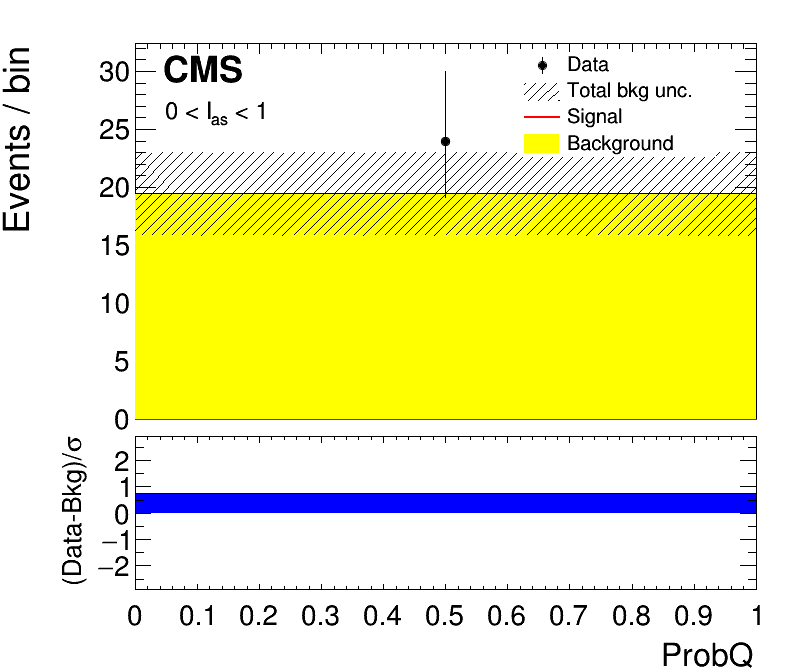 Events / bin
30
25
20
15
10
5
0
CMS
0 < Ias < 1
Data
Total bkg unc.
Signal
Background
(Data-Bkg)/σ
2
1
0
−1
−2
0 0.1 0.2 0.3 0.4 0.5 0.6 0.7 0.8 0.9 1
ProbQ